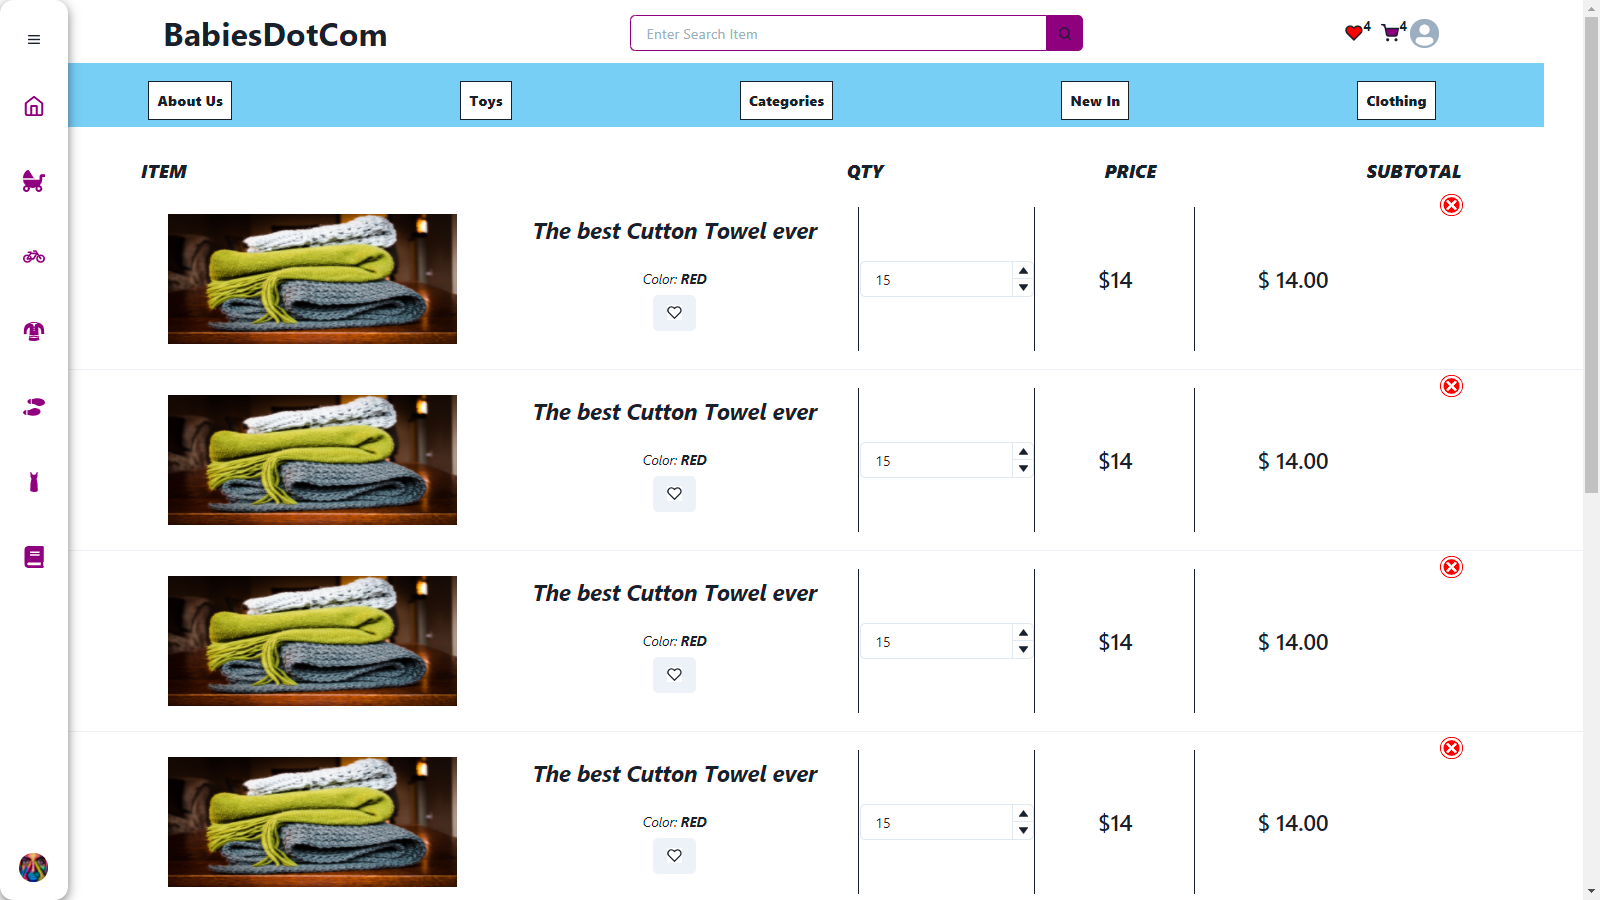 BabiesDotCom
Enter Search Item
4
4
About Us
Toys
Categories
New In
Clothing
ITEM
QTY
PRICE
SUBTOTAL
The best Cutton Towel ever
Color: RED
15
$14
$ 14.00
The best Cutton Towel ever
Color: RED
15
$14
$ 14.00
The best Cutton Towel ever
Color: RED
15
$14
$ 14.00
The best Cutton Towel ever
Color: RED
15
$14
$ 14.00